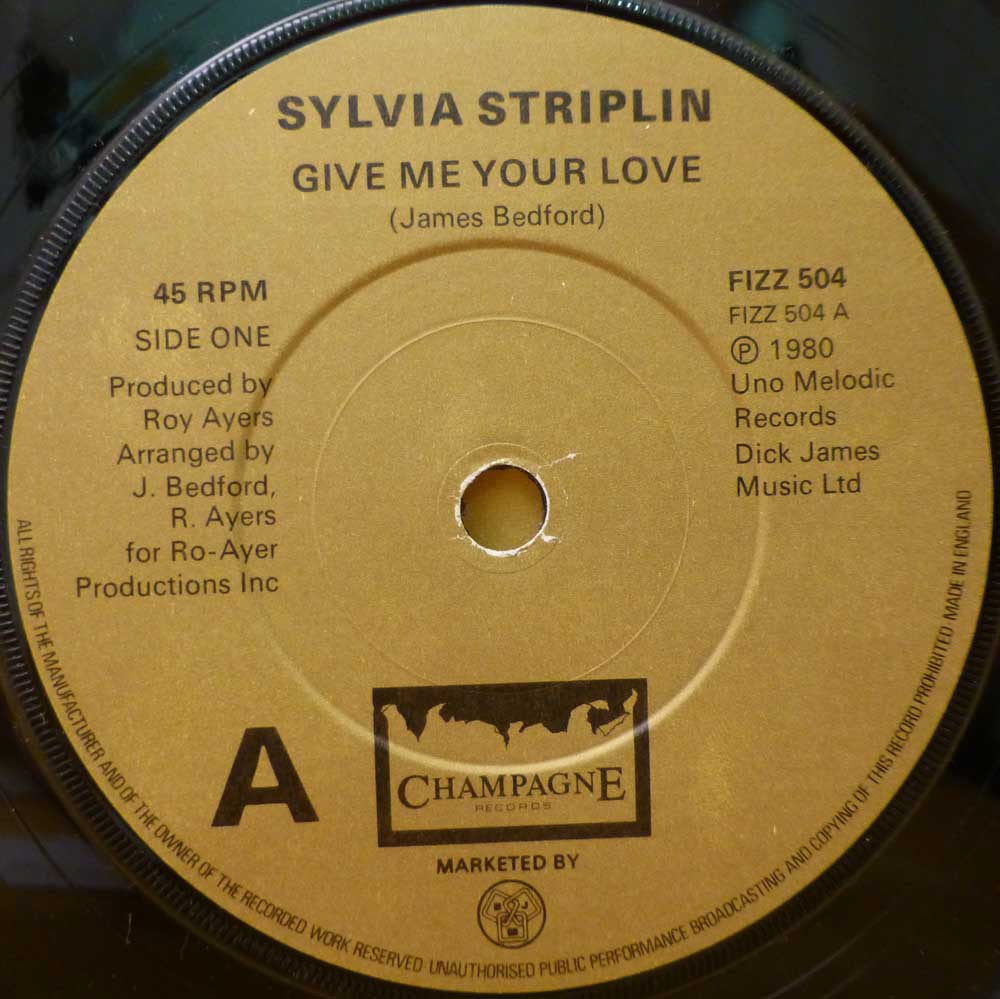 SYLVIA STRIPLIN
GIVE ME YOUR LOVE
(James Bedford)
45 RPM
SIDE ONE
Produced by
Roy Ayers
Arranged by
J. Bedford,
R. Ayers
for Ro-Ayer
Productions Inc
FIZZ 504
FIZZ 504 A
Ⓟ 1980
Uno Melodic
Records
Dick James
Music Ltd
A
CHAMPAGNE
RECORDS
MARKETED BY
ALL RIGHTS OF THE MANUFACTURER AND OF THE OWNER OF THE RECORDED WORK RESERVED UNAUTHORISED PUBLIC PERFORMANCE BROADCASTING AND COPYING OF THIS RECORD PROHIBITED MADE IN ENGLAND